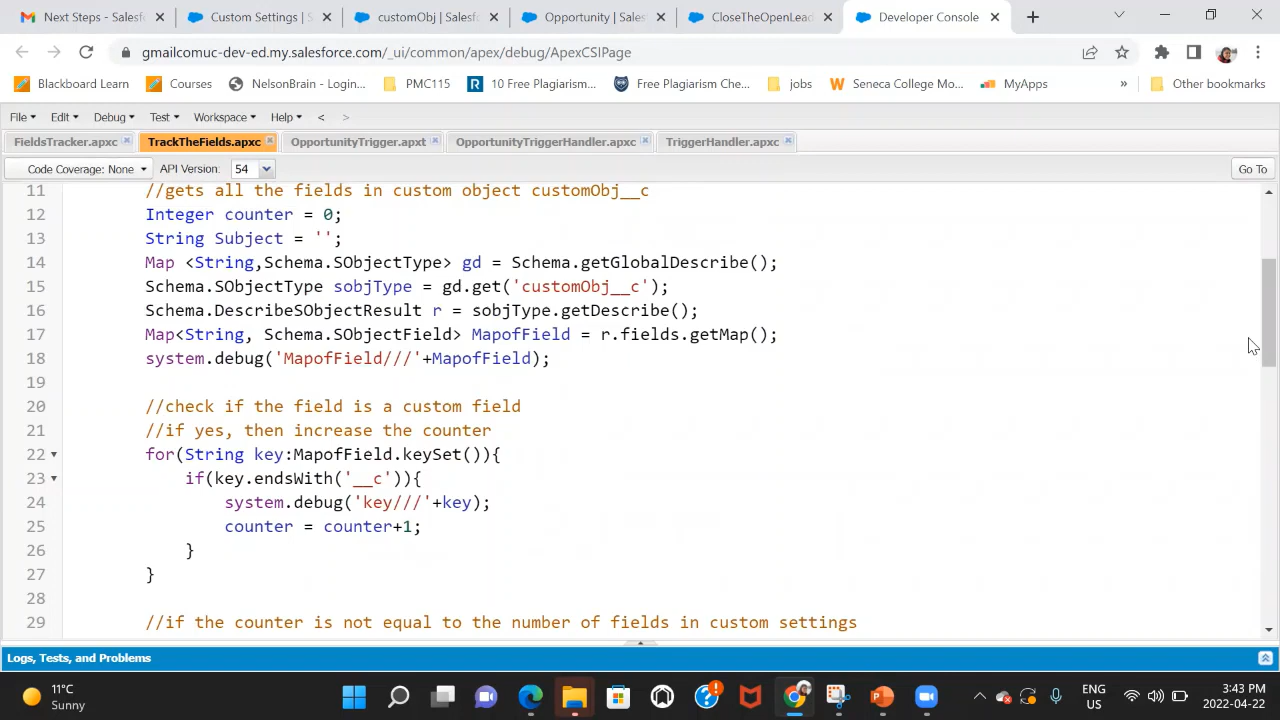 Next Steps - Salesf
Custom Settings | S
customObj | Salesf
Opportunity | Sales
CloseTheOpenLead
Developer Console
gmailcomuc-dev-ed.my.salesforce.com/_ui/common/apex/debug/ApexCSIPage
Blackboard Learn
Courses
NelsonBrain - Login...
PMC115
10 Free Plagiarism...
Free Plagiarism Che...
jobs
Seneca College Mo...
MyApps
»
Other bookmarks
File
Edit
Debug
Test
Workspace
Help
<
>
FieldsTracker.apxc
TrackTheFields.apxc
OpportunityTrigger.apxt
OpportunityTriggerHandler.apxc
TriggerHandler.apxc
Code Coverage: None
API Version:
54
Go To
11 //gets all the fields in custom object customObj__c
12 Integer counter = 0;
13 String Subject = '';
14 Map <String,Schema.SObjectType> gd = Schema.getGlobalDescribe();
15 Schema.SObjectType sobjType = gd.get('customObj__c');
16 Schema.DescribeSObjectResult r = sobjType.getDescribe();
17 Map<String, Schema.SObjectField> MapofField = r.fields.getMap();
18 system.debug('MapofField///'+MapofField);
19
20 //check if the field is a custom field
21 //if yes, then increase the counter
22 for(String key:MapofField.keySet()){
23 if(key.endsWith('__c')){
24 system.debug('key///'+key);
25 counter = counter+1;
26 }
27 }
28
29 //if the counter is not equal to the number of fields in custom settings
Logs, Tests, and Problems
11°C
Sunny
ENG
US
3:43 PM
2022-04-22